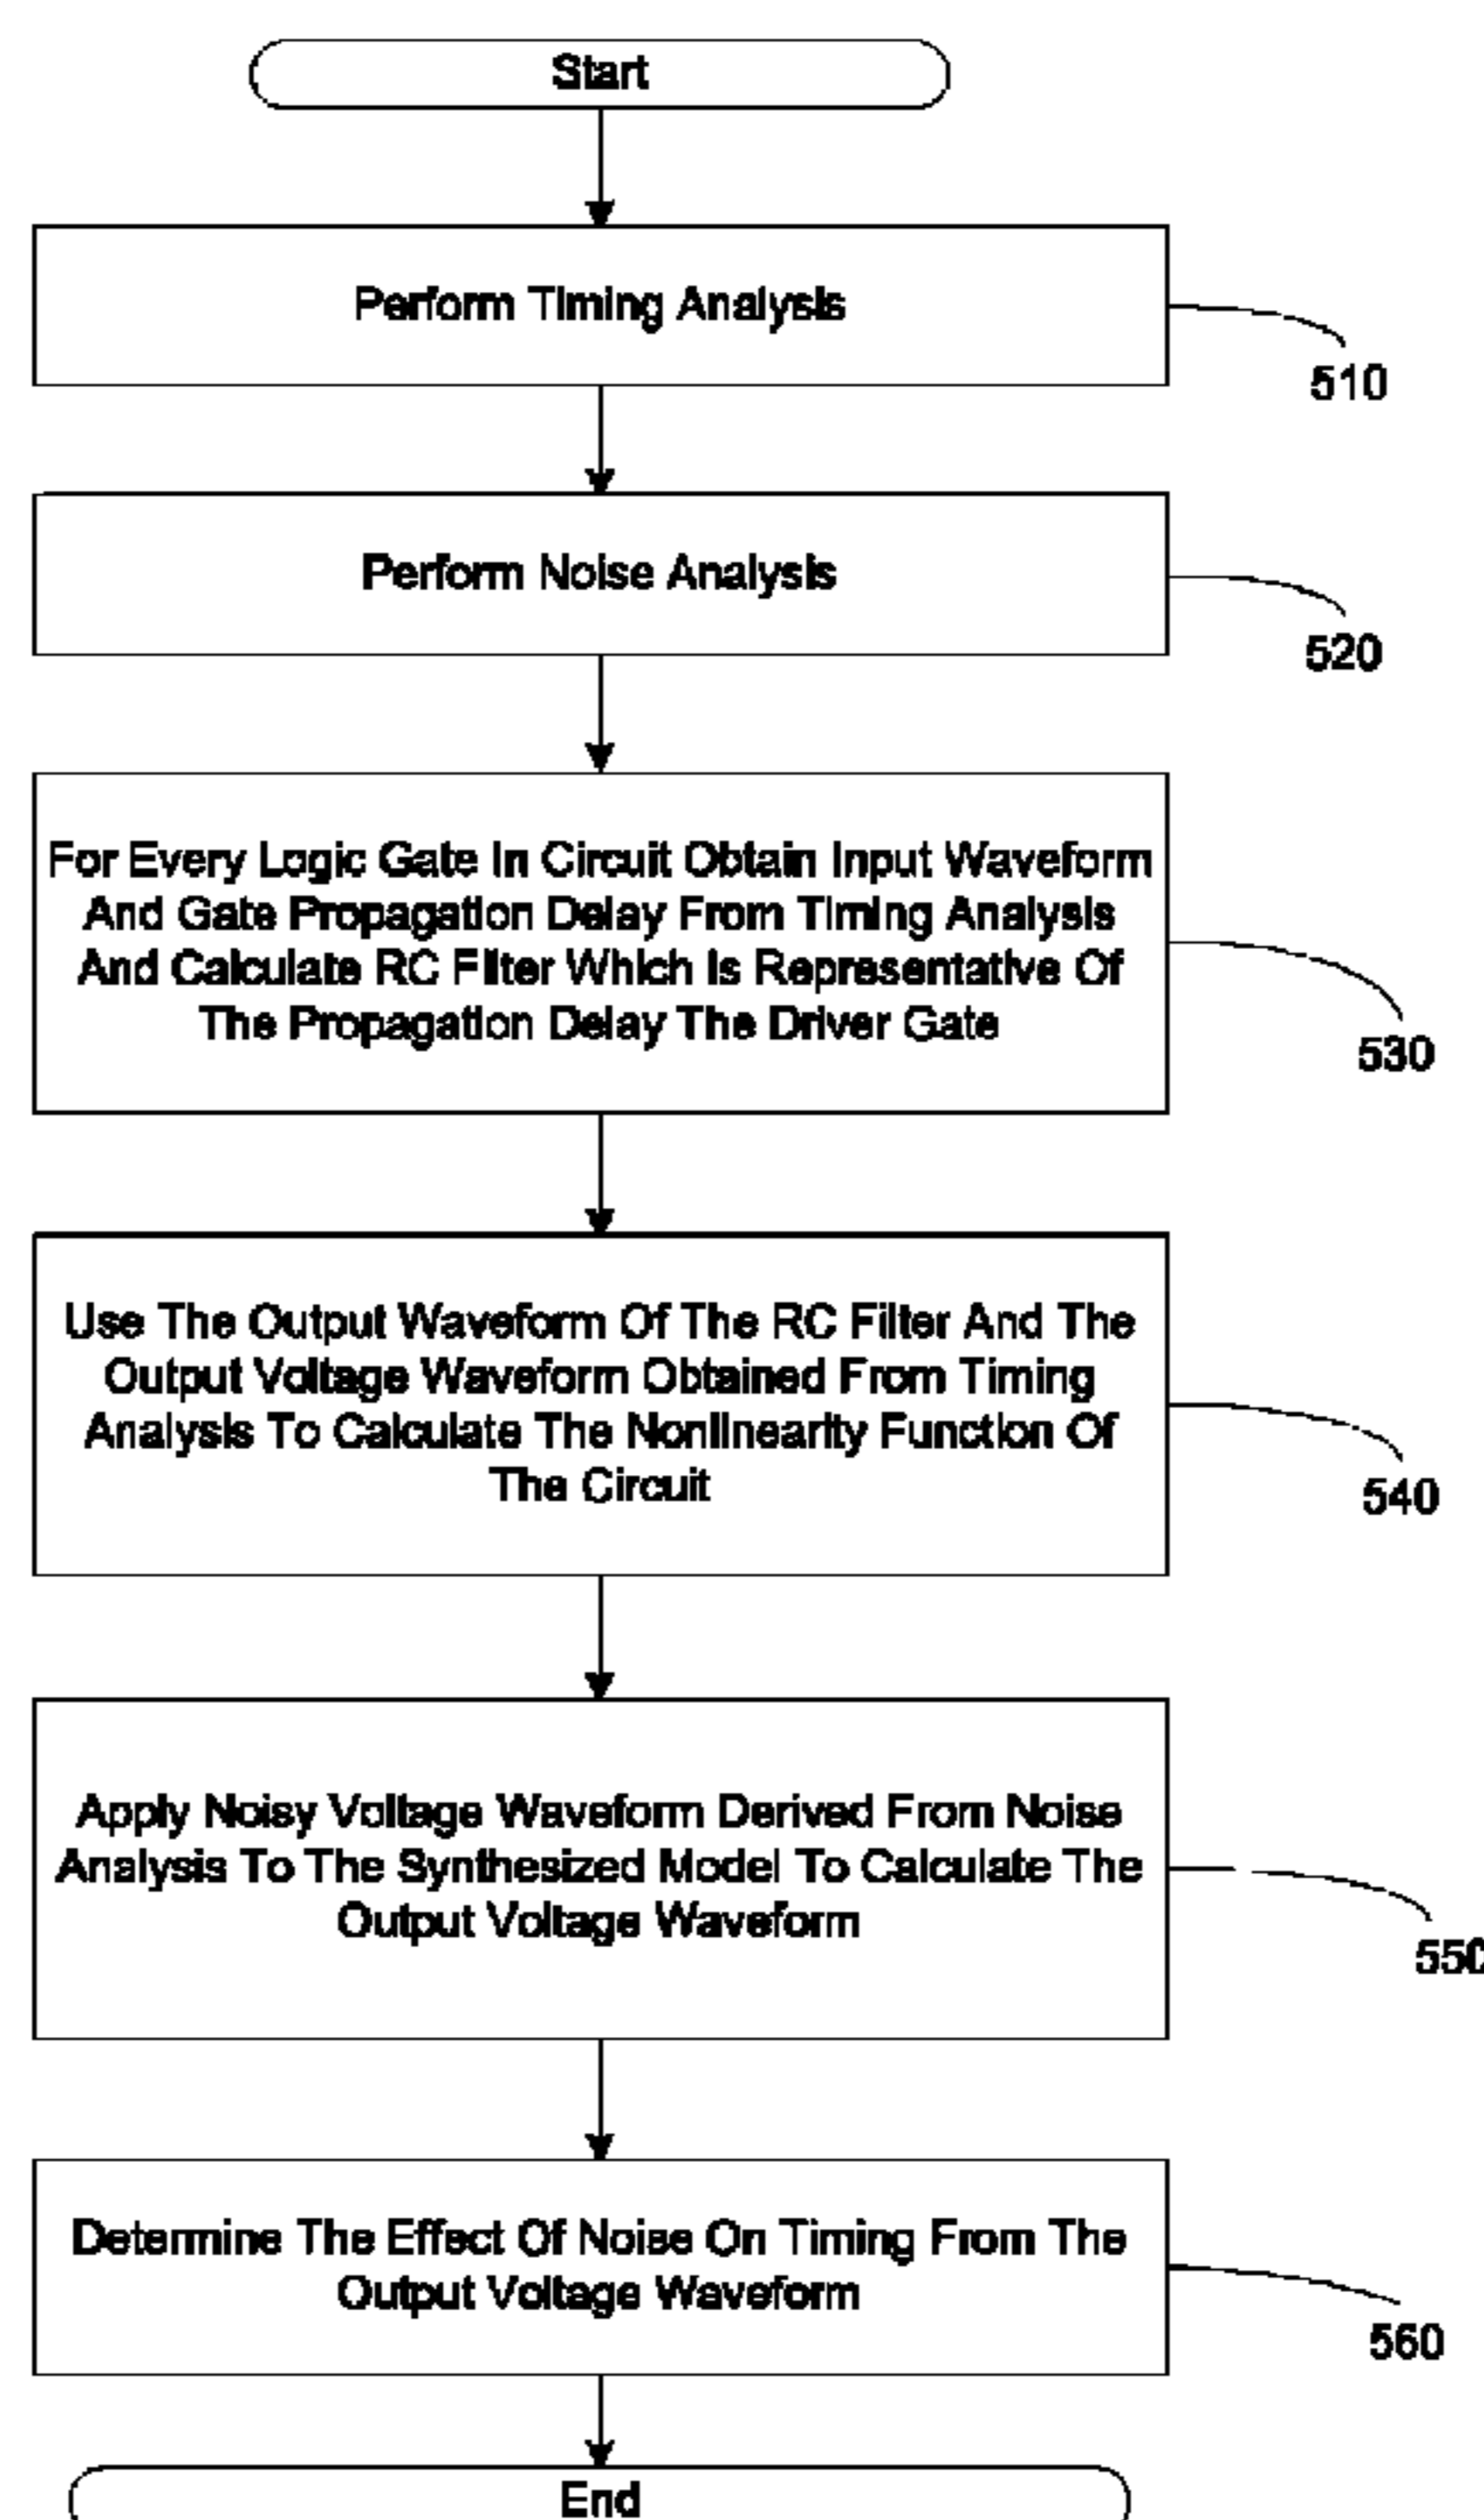 Start
Perform Timing Analysis
510
Perform Noise Analysis
520
For Every Logic Gate In Circuit Obtain Input Waveform
And Gate Propagation Delay From Timing Analysis
And Calculate RC Filter Which Is Representative Of
The Propagation Delay The Driver Gate
530
Use The Output Waveform Of The RC Filter And The
Output Voltage Waveform Obtained From Timing
Analysis To Calculate The Nonlinearity Function Of
The Circuit
540
Apply Noisy Voltage Waveform Derived From Noise
Analysis To The Synthesized Model To Calculate The
Output Voltage Waveform
550
Determine The Effect Of Noise On Timing From The
Output Voltage Waveform
560
End